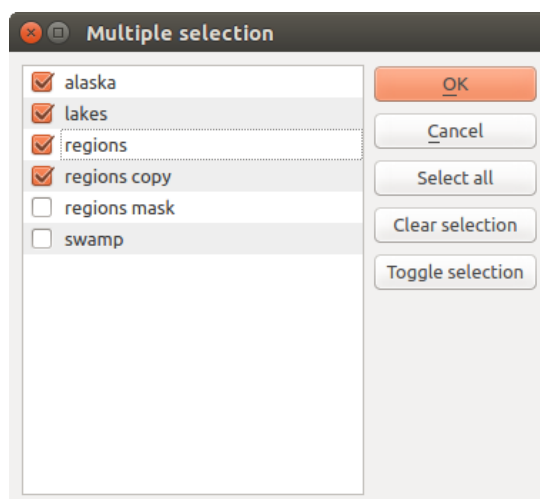 Multiple selection
alaska
lakes
regions
regions copy
regions mask
swamp
OK
Cancel
Select all
Clear selection
Toggle selection